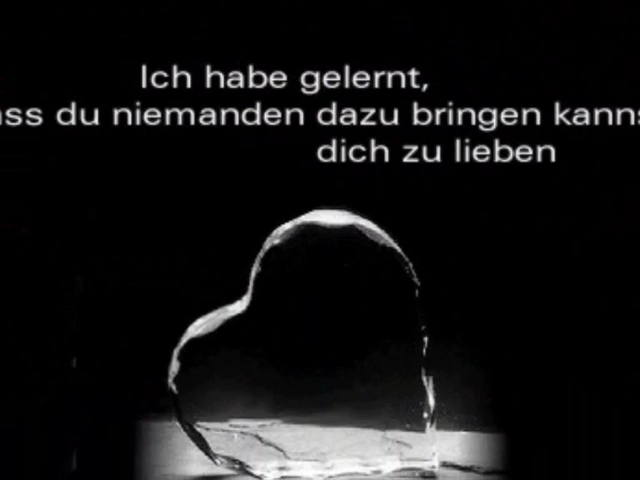 Ich habe gelernt,
ass du niemanden dazu bringen kanns
dich zu lieben